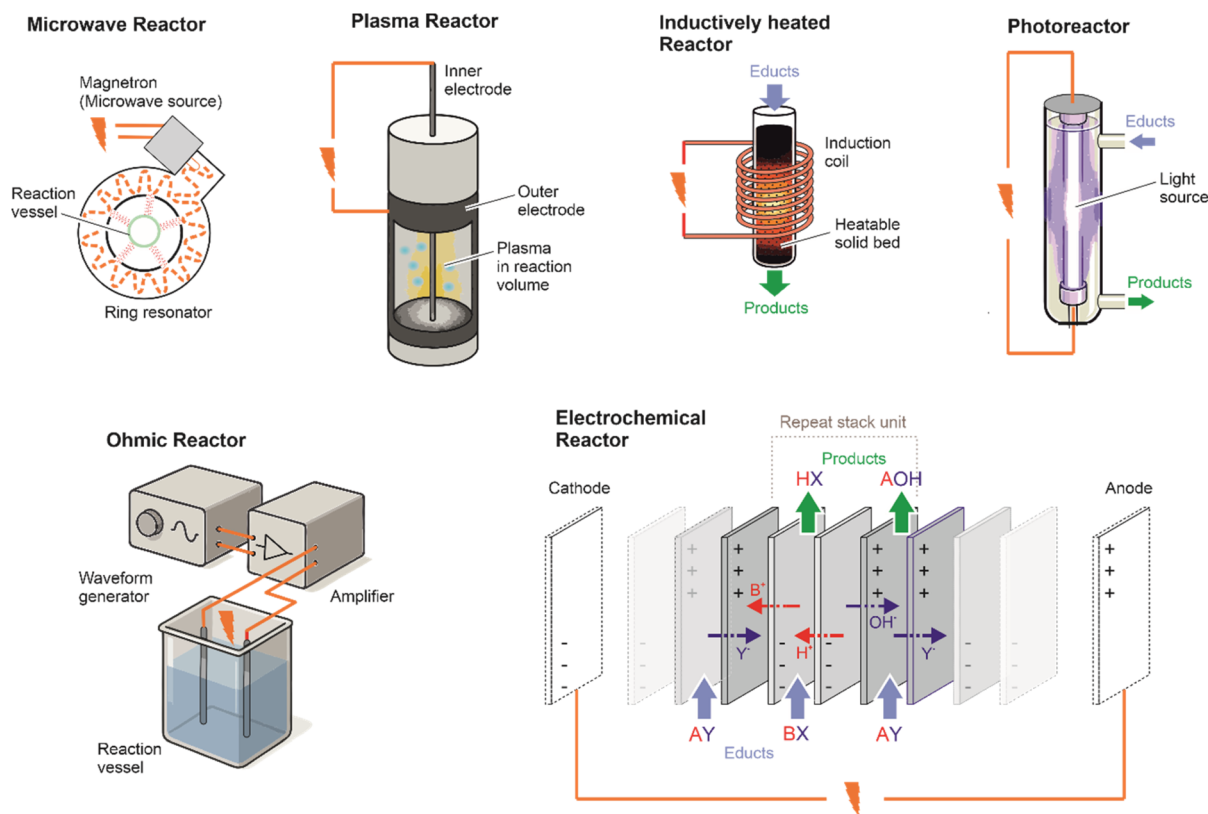 Microwave Reactor
Magnetron
(Microwave source)
Reaction
vessel
Ring resonator
Plasma Reactor
Inner
electrode
Outer
electrode
Plasma
in reaction
volume
Inductively heated
Reactor
Educts
Induction
coil
Heatable
solid bed
Products
Photoreactor
Educts
Light
source
Products
Ohmic Reactor
Waveform
generator
Amplifier
Reaction
vessel
Electrochemical
Reactor
Repeat stack unit
Products
HX
AOH
Cathode
Anode
+ + + + +
+ + + + +
+ + + + +
B⁺
OH⁻
Y⁻
H⁺
Y⁻
- - - -
- - - -
- - - -
AY
BX
AY
Educts